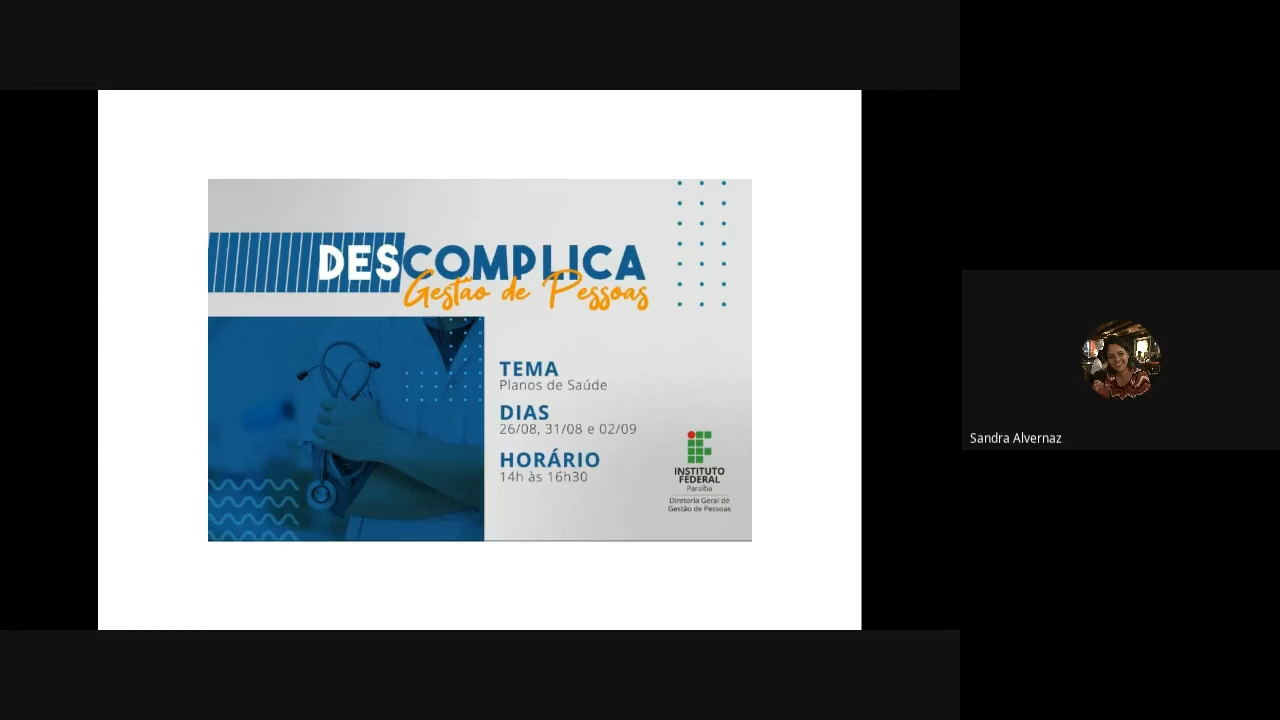 DESCOMPLICA
Gestão de Pessoas
TEMA
Planos de Saúde
DIAS
26/08, 31/08 e 02/09
HORÁRIO
14h às 16h30
INSTITUTO
FEDERAL
Paraíba
Diretoria Geral de
Gestão de Pessoas
Sandra Alvernaz